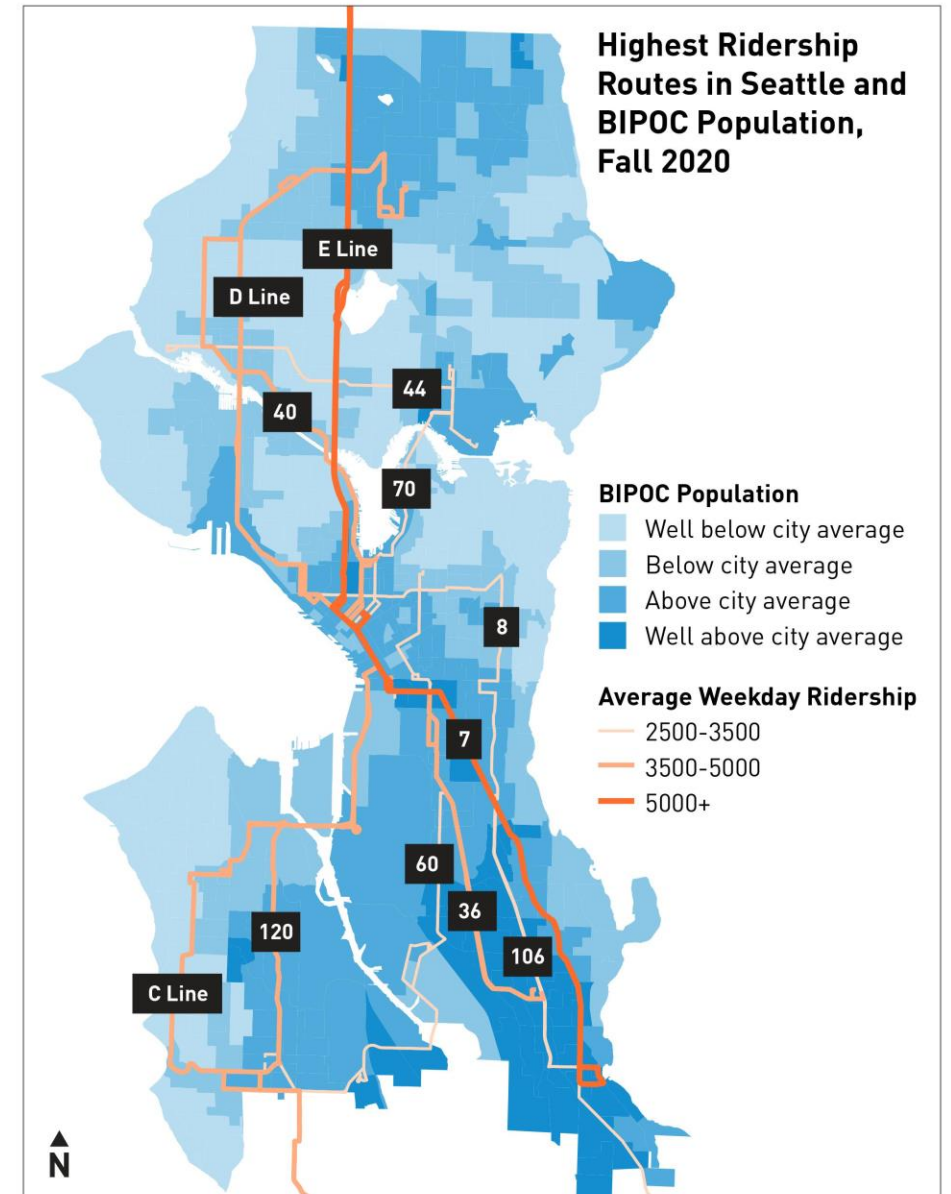 Highest Ridership
Routes in Seattle and
BIPOC Population,
Fall 2020
E Line
D Line
44
40
70
BIPOC Population
Well below city average
Below city average
Above city average
Well above city average
8
Average Weekday Ridership
2500-3500
3500-5000
5000+
7
60
36
120
106
C Line
N